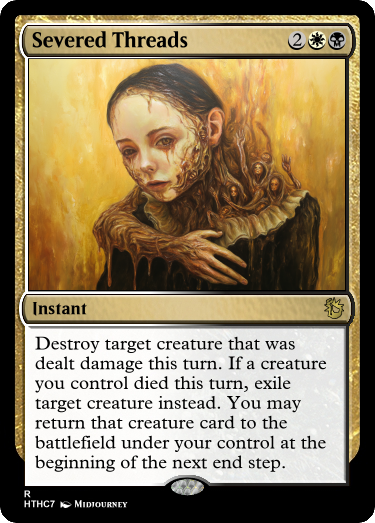 Severed Threads 2
Instant
Destroy target creature that was
dealt damage this turn. If a creature
you control died this turn, exile
target creature instead. You may
return that creature card to the
battlefield under your control at the
beginning of the next end step.
R
HTHC7 Midjourney